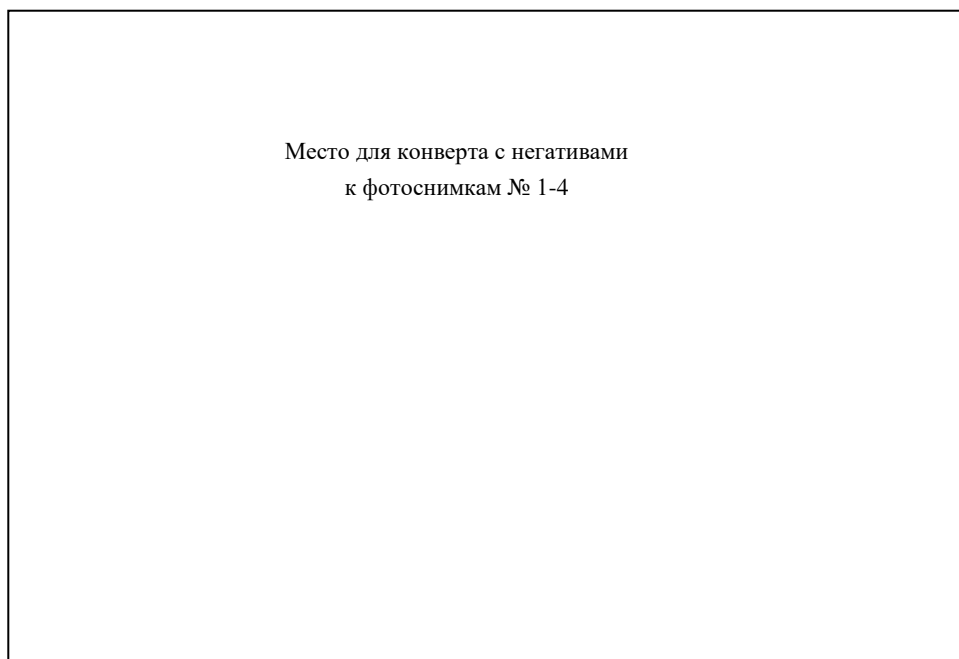 Место для конверта с негативами
к фотоснимкам № 1-4